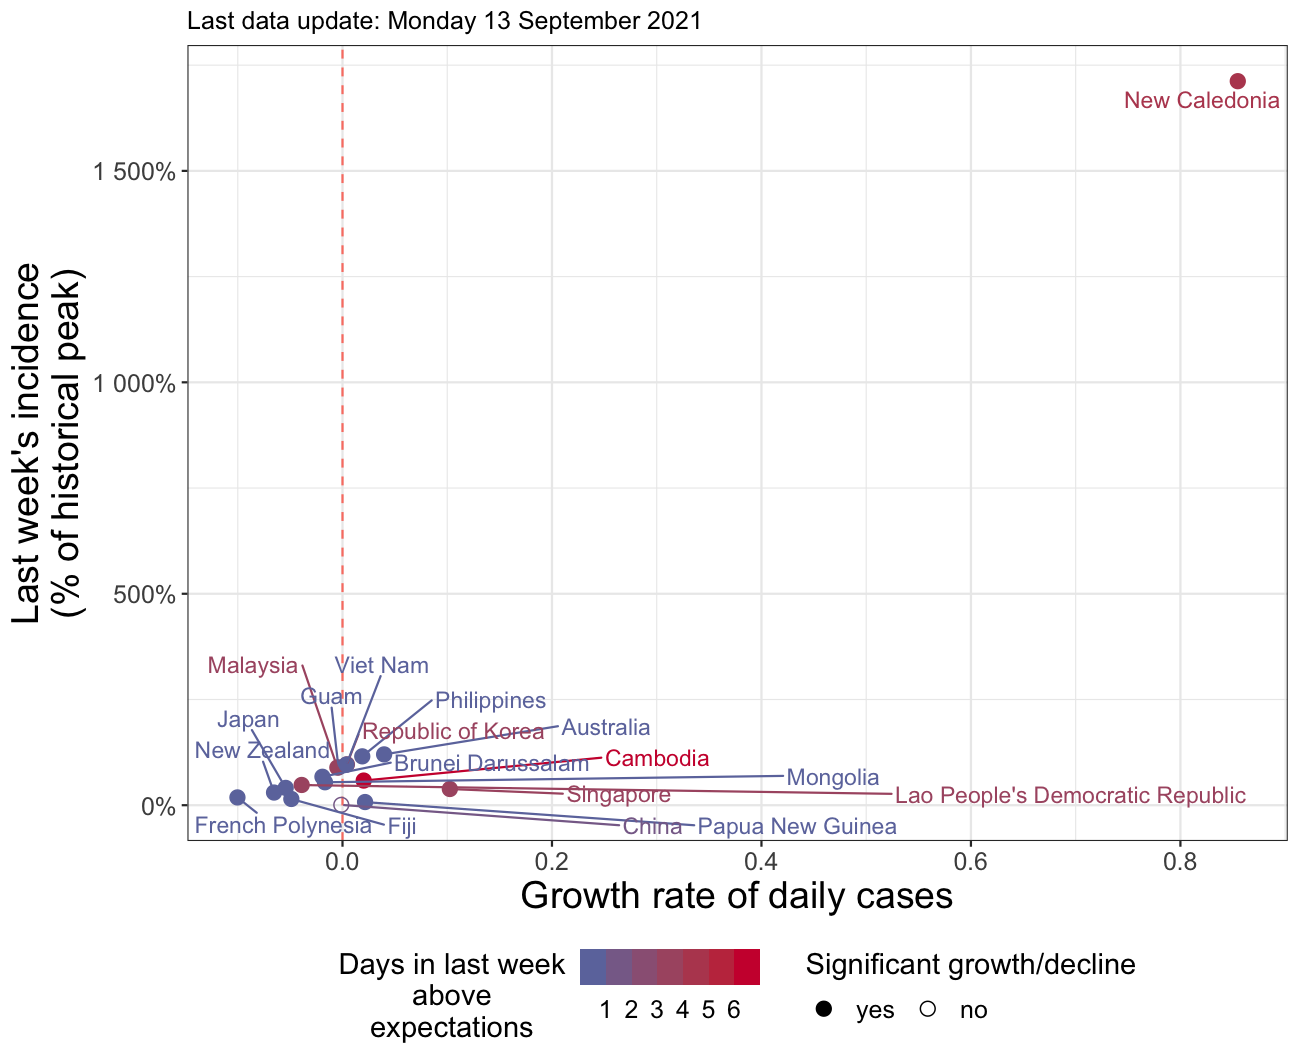 Last data update: Monday 13 September 2021
New Caledonia
1 500%
1 000%
500%
0%
Last week's incidence
(% of historical peak)
Malaysia
Viet Nam
Guam
Philippines
Japan
Republic of Korea
Australia
New Zealand
Brunei Darussalam
Cambodia
Mongolia
Singapore
Lao People's Democratic Republic
French Polynesia
Fiji
China
Papua New Guinea
0.0 0.2 0.4 0.6 0.8
Growth rate of daily cases
Days in last week
above
expectations
1 2 3 4 5 6
Significant growth/decline
yes no